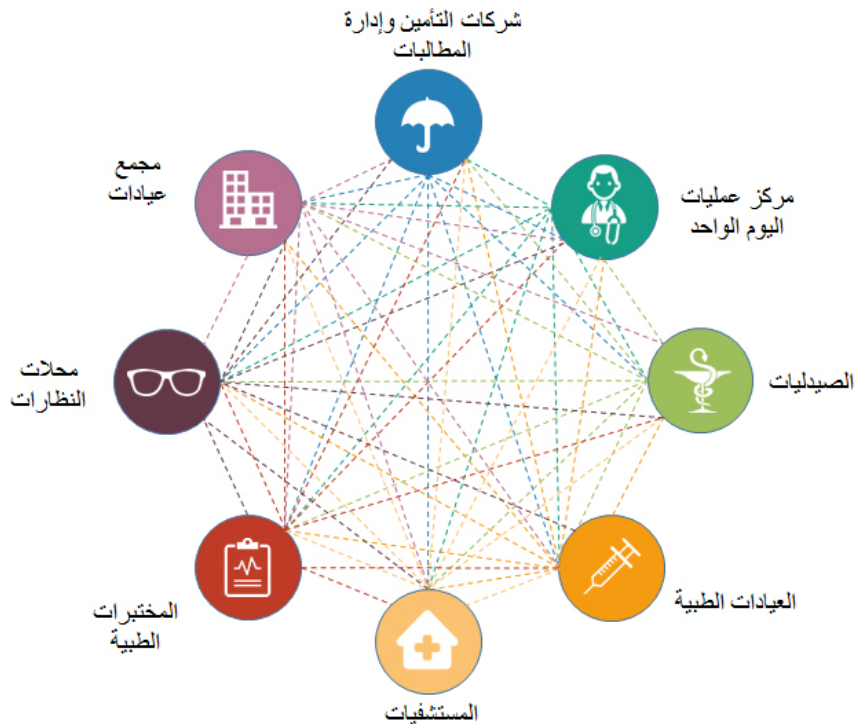 شركات التأمين وإدارة
المطالبات
مجمع
عيادات
مركز عمليات
اليوم الواحد
محلات
النظارات
الصيدليات
المختبرات
الطبية
العيادات الطبية
المستشفيات